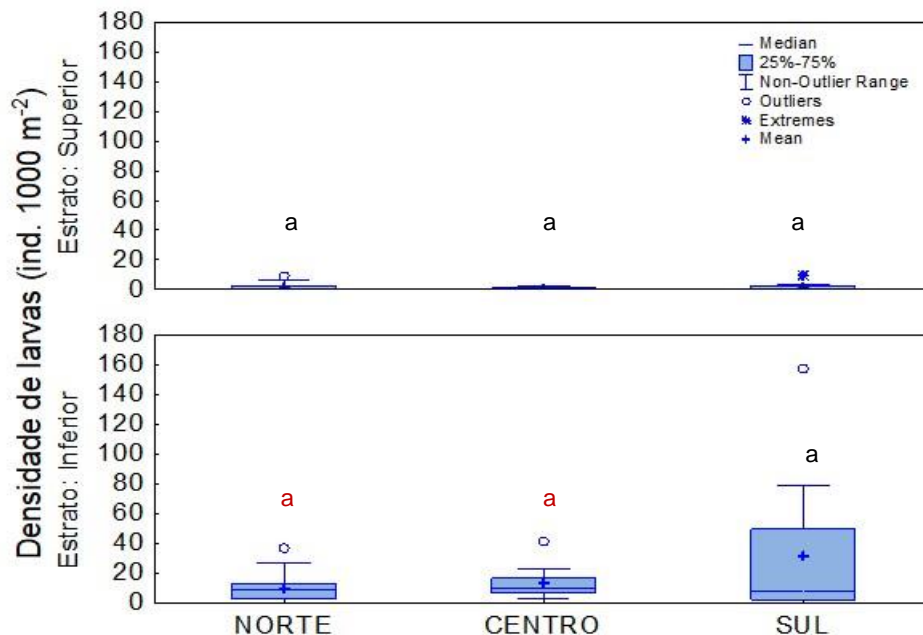 Densidade de larvas (ind. 1000 m⁻²)
Estrato: Superior
180
160
140
120
100
80
60
40
20
0
Median
25%-75%
Non-Outlier Range
Outliers
Extremes
Mean
a a a
Estrato: Inferior
180
160
140
120
100
80
60
40
20
0
a a a
NORTE CENTRO SUL